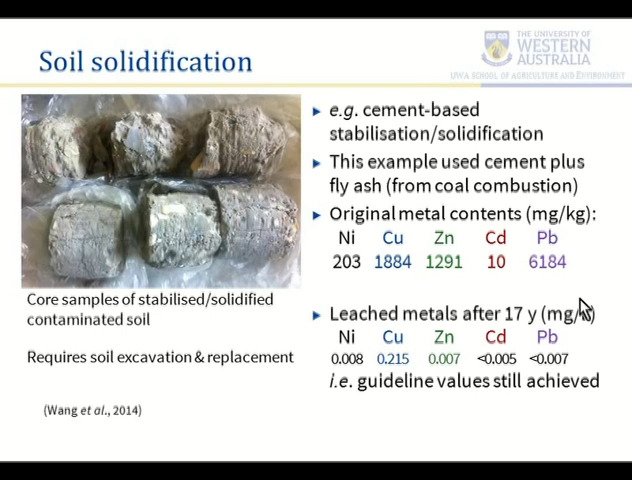 Soil solidification
THE UNIVERSITY OF
WESTERN
AUSTRALIA
UWA SCHOOL OF AGRICULTURE AND ENVIRONMENT
e.g. cement-based
stabilisation/solidification
This example used cement plus
fly ash (from coal combustion)
Original metal contents (mg/kg):
Ni Cu Zn Cd Pb
203 1884 1291 10 6184
Leached metals after 17 y (mg/
Ni Cu Zn Cd Pb
0.008 0.215 0.007 <0.005 <0.007
i.e. guideline values still achieved
Core samples of stabilised/solidified
contaminated soil
Requires soil excavation & replacement
(Wang et al., 2014)